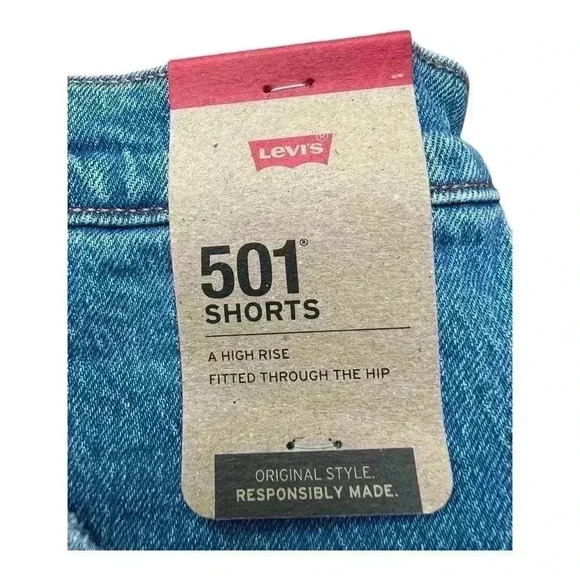 Levi's®
501®
SHORTS
A HIGH RISE
FITTED THROUGH THE HIP
ORIGINAL STYLE.
RESPONSIBLY MADE.